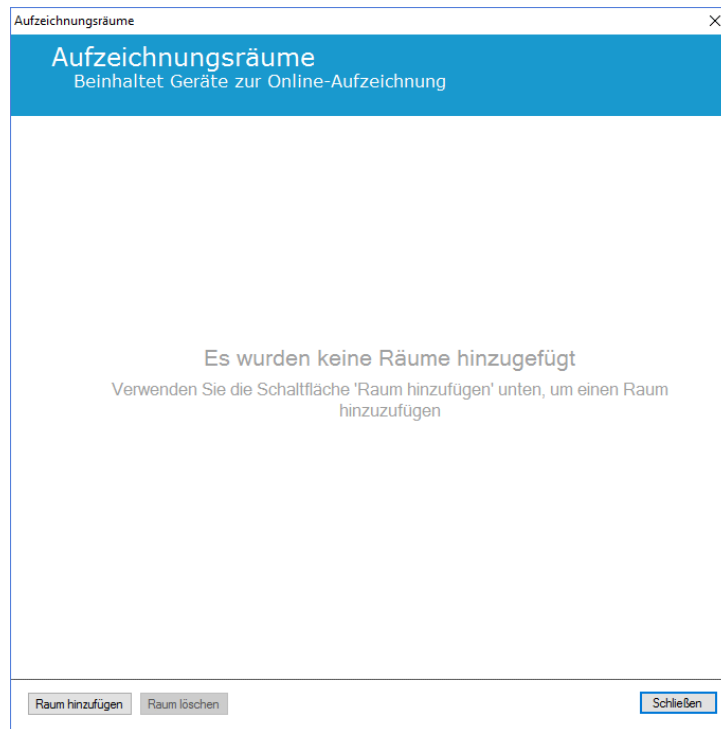 Aufzeichnungsräume
Aufzeichnungsräume
Beinhaltet Geräte zur Online-Aufzeichnung
Es wurden keine Räume hinzugefügt
Verwenden Sie die Schaltfläche 'Raum hinzufügen' unten, um einen Raum
hinzuzufügen
Raum hinzufügen Raum löschen Schließen